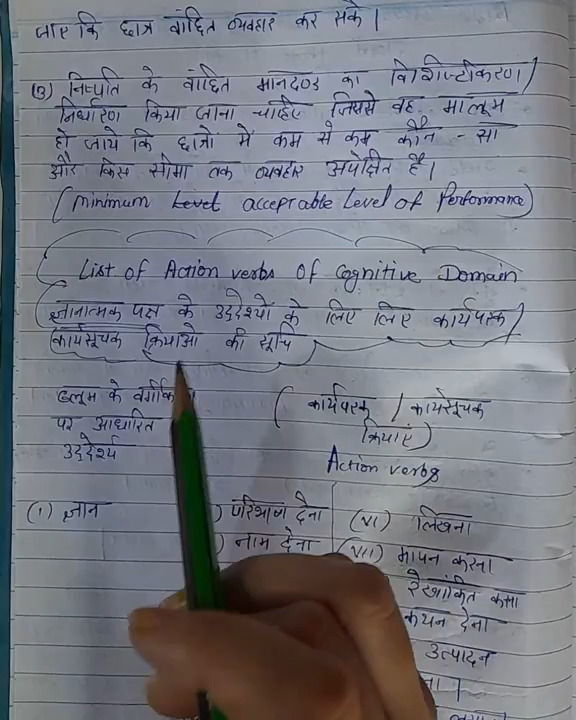 जाए कि छात्र वांछित व्यवहार कर सके।
(3) निष्पति के वांछित मानदण्ड का विशिष्टीकरण/
निर्धारण किया जाना चाहिए जिससे वह मालूम
हो जाये कि छात्रों में कम से कम कौन-सा
और किस सीमा तक व्यवहार अपेक्षित है।
(Minimum Level acceptable Level of Performance)
List of Action verbs of Cognitive Domain
ज्ञानात्मक पक्ष के उद्देश्यों के लिए लिए कार्यपरक/
कार्यसूचक क्रियाओ की सूचि
ब्लूम के
पर आधारित
उद्देश्य
(कार्यपरक / कार्यसूचक
क्रियाएं)
Action verbs
(1) ज्ञान
) परिभाषा देना
) नाम देना
(VI) लिखना
(VII) मापन करना
रेखांकित करना
कथन देना
उत्पादन